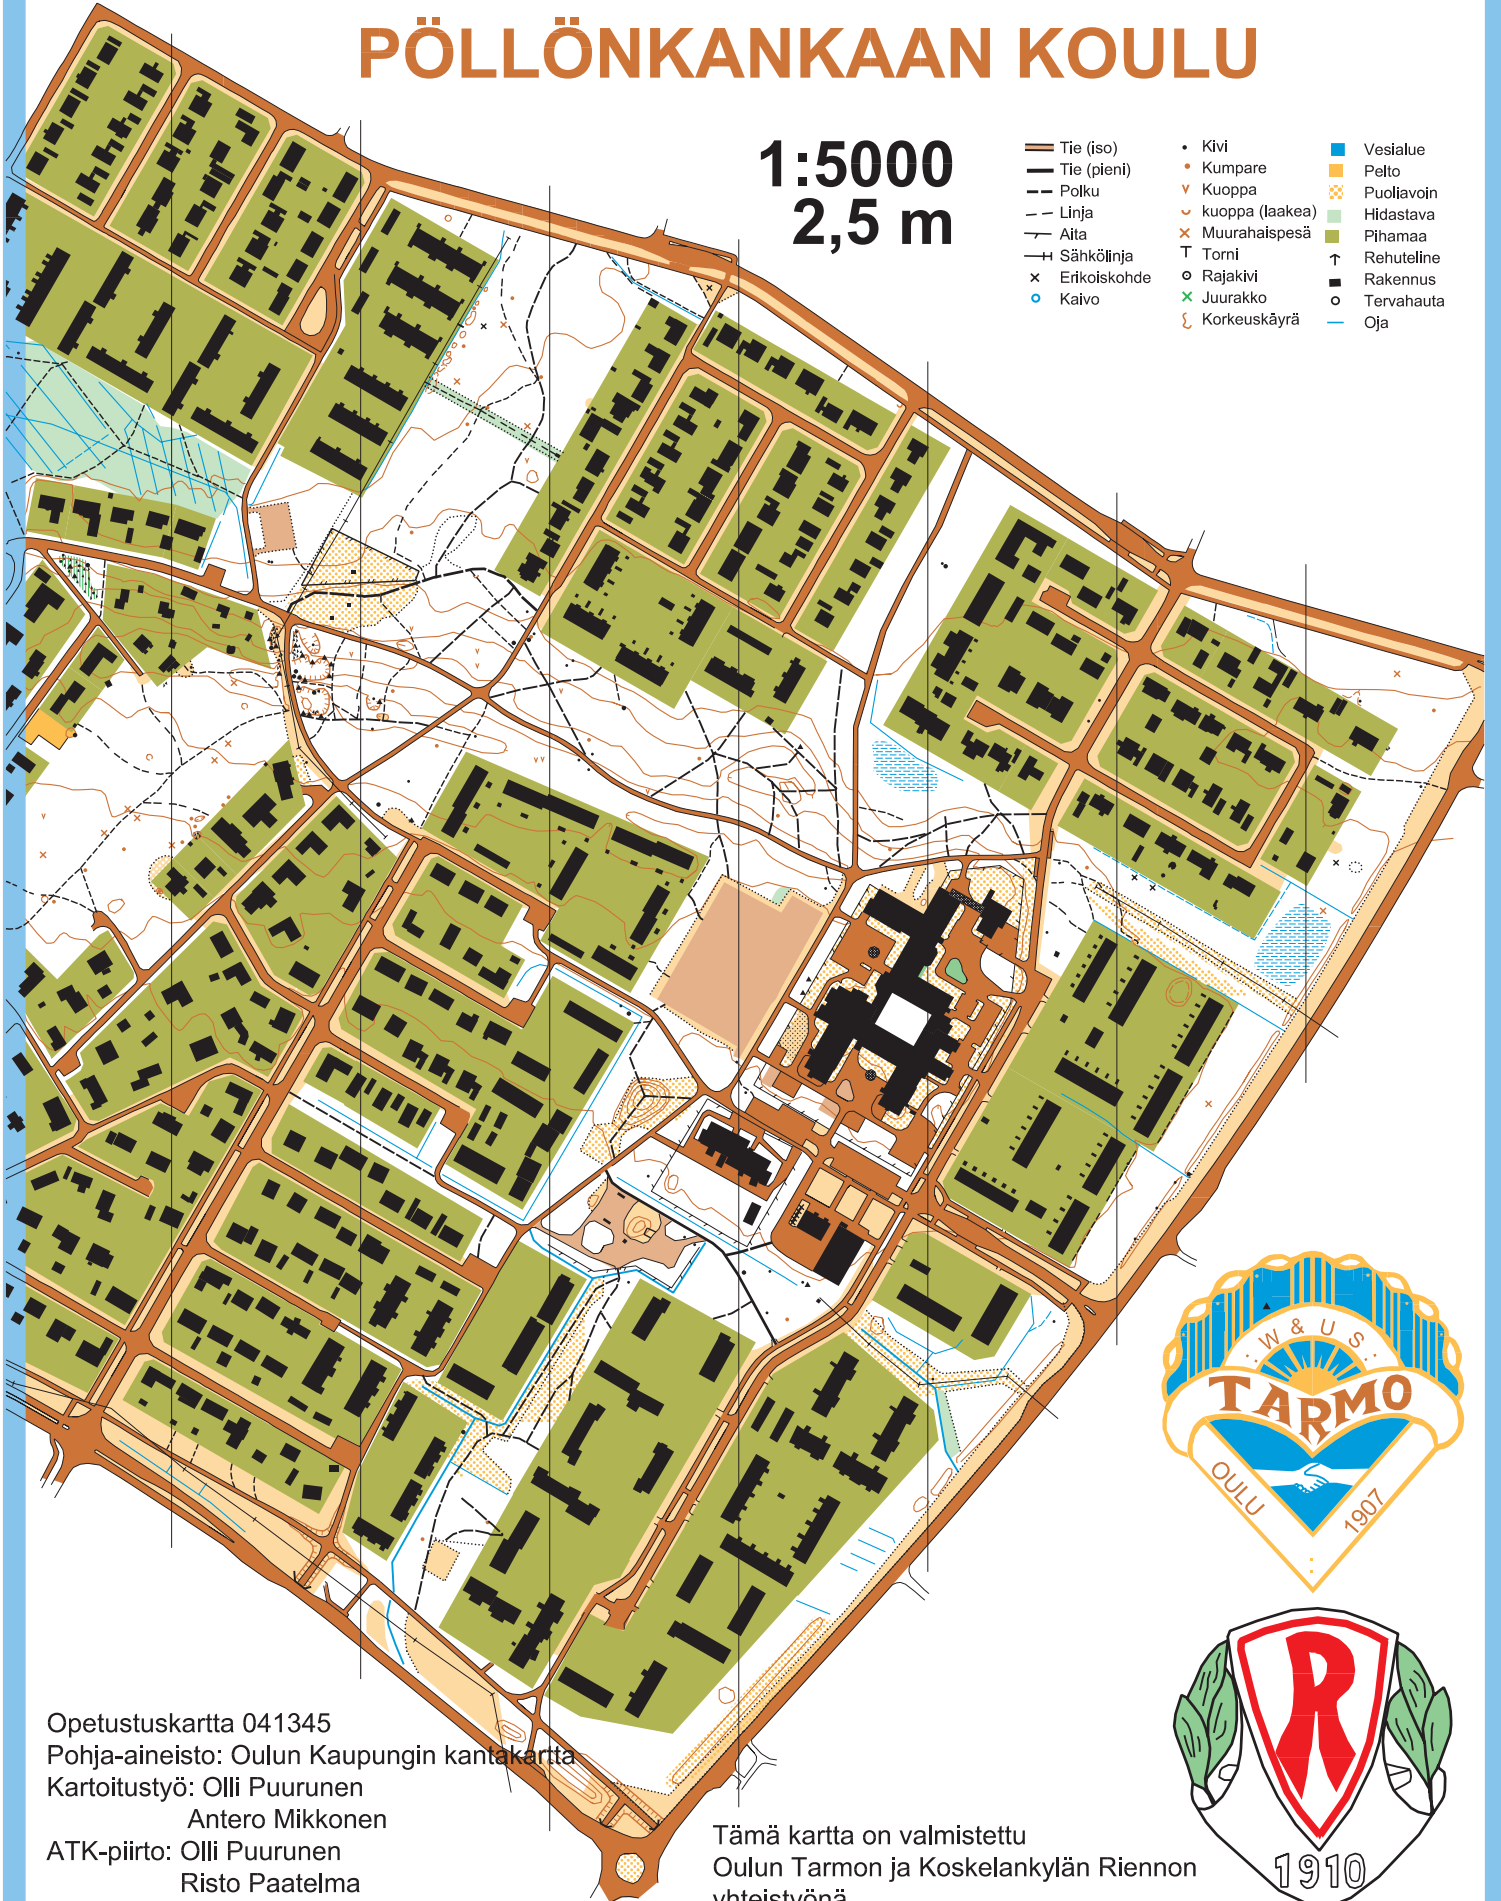 PÖLLÖNKANKAAN KOULU
1:5000
2,5 m
Tie (iso)
Tie (pieni)
Polku
Linja
Aita
Sähkölinja
Erikoiskohde
Kaivo
Kivi
Kumpare
Kuoppa
kuoppa (laakea)
Muurahaispesä
Torni
Rajakivi
Juurakko
Korkeuskäyrä
Vesialue
Pelto
Puoliavoin
Hidastava
Pihamaa
Rehuteline
Rakennus
Tervahauta
Oja
W & U S
TARMO
OULU
1907
R
1910
Opetustuskartta 041345
Pohja-aineisto: Oulun Kaupungin kantakartta
Kartoitustyö: Olli Puurunen
Antero Mikkonen
ATK-piirto: Olli Puurunen
Risto Paatelma
Tämä kartta on valmistettu
Oulun Tarmon ja Koskelankylän Riennon
yhteistyönä